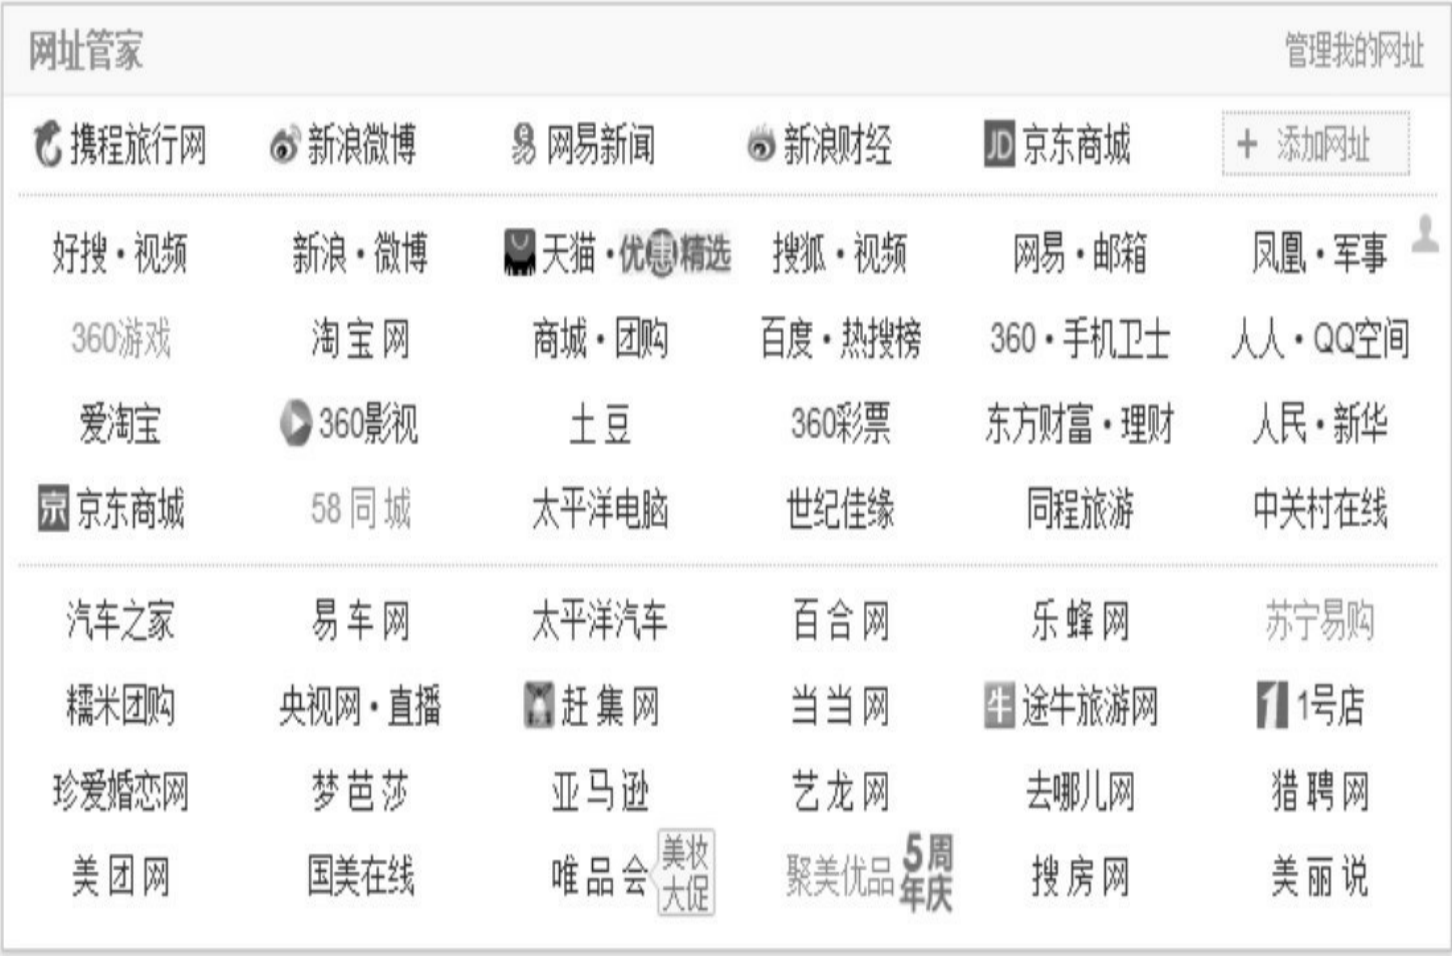 网址管家 管理我的网址
携程旅行网 新浪微博 网易新闻 新浪财经 JD 京东商城 + 添加网址
好搜・视频 新浪・微博 天猫・优惠精选 搜狐・视频 网易・邮箱 凤凰・军事
360游戏 淘宝网 商城・团购 百度・热搜榜 360・手机卫士 人人・QQ空间
爱淘宝 360影视 土豆 360彩票 东方财富・理财 人民・新华
京 京东商城 58同城 太平洋电脑 世纪佳缘 同程旅游 中关村在线
汽车之家 易车网 太平洋汽车 百合网 乐蜂网 苏宁易购
糯米团购 央视网・直播 赶集网 当当网 牛 途牛旅游网 1 1号店
珍爱婚恋网 梦芭莎 亚马逊 艺龙网 去哪儿网 猎聘网
美团网 国美在线 唯品会 美妆大促 聚美优品 5周年庆 搜房网 美丽说